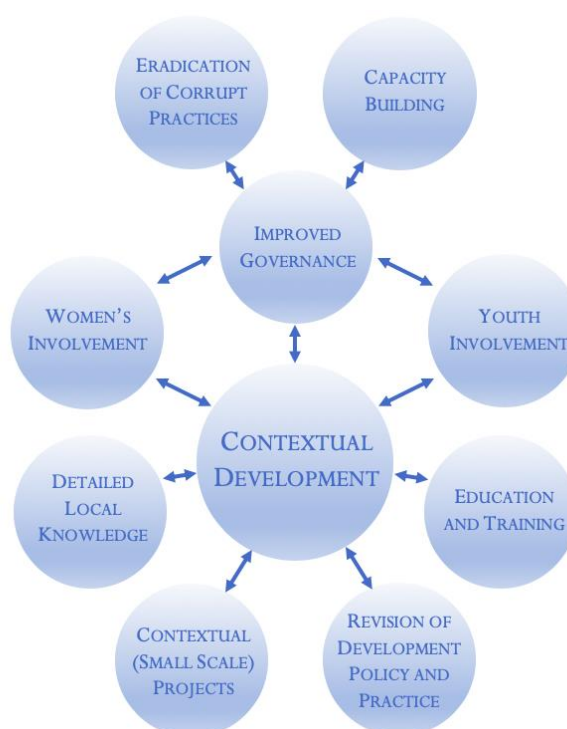 ERADICATION
OF CORRUPT
PRACTICES
CAPACITY
BUILDING
IMPROVED
GOVERNANCE
WOMEN'S
INVOLVEMENT
YOUTH
INVOLVEMENT
CONTEXTUAL
DEVELOPMENT
DETAILED
LOCAL
KNOWLEDGE
EDUCATION
AND TRAINING
CONTEXTUAL
(SMALL SCALE)
PROJECTS
REVISION OF
DEVELOPMENT
POLICY AND
PRACTICE